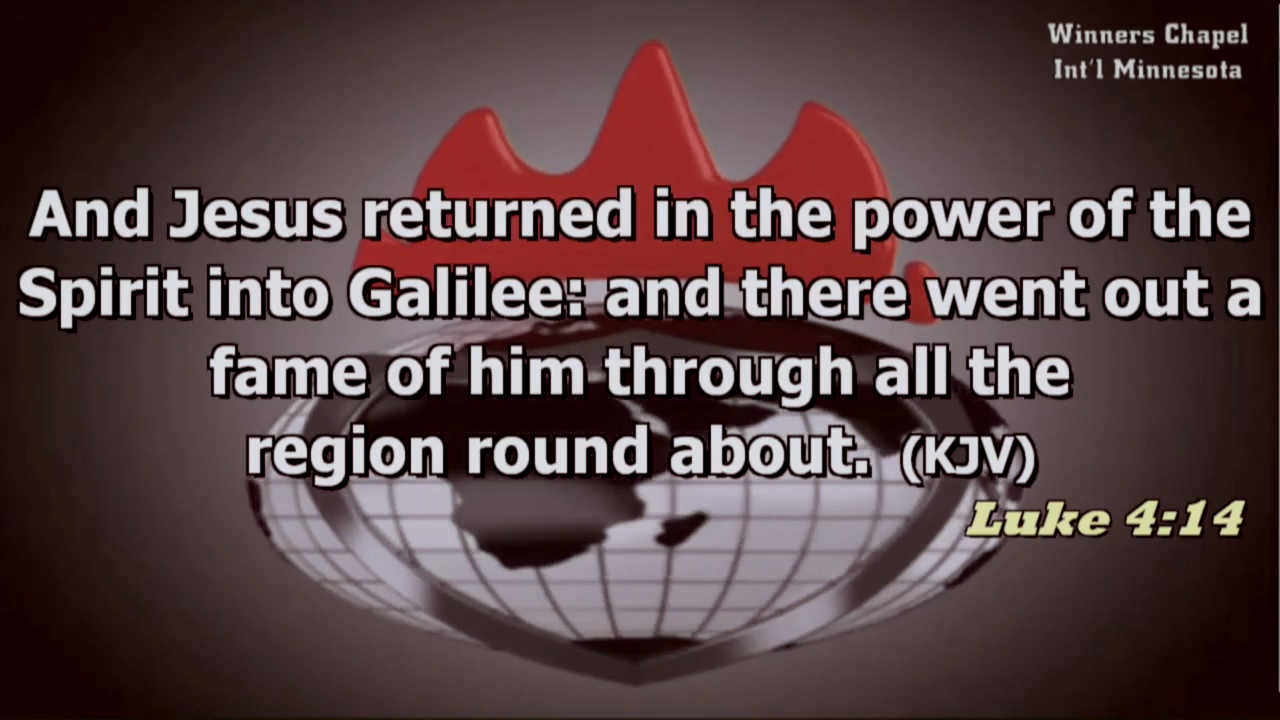 Winners Chapel
Int'l Minnesota
And Jesus returned in the power of the
Spirit into Galilee: and there went out a
fame of him through all the
region round about. (KJV)
Luke 4:14